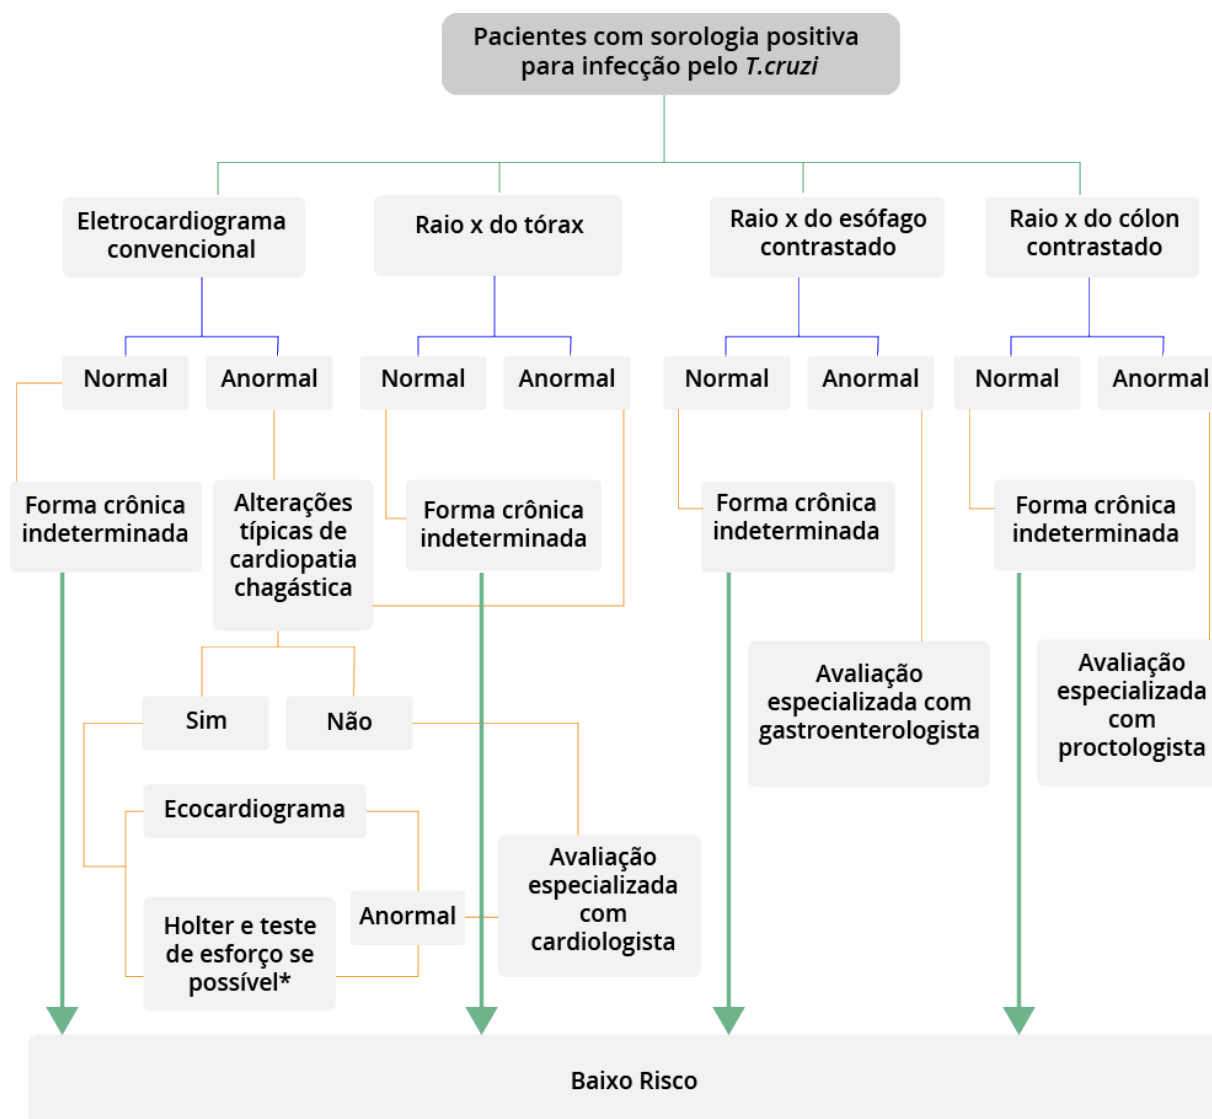 Pacientes com sorologia positiva
para infecção pelo T.cruzi
Eletrocardiograma
convencional
Raio x do tórax
Raio x do esófago
contrastado
Raio x do cólon
contrastado
Normal
Anormal
Normal
Anormal
Normal
Anormal
Normal
Anormal
Forma crônica
indeterminada
Alterações
típicas de
cardiopatia
chagástica
Forma crônica
indeterminada
Forma crônica
indeterminada
Forma crônica
indeterminada
Avaliação
especializada com
gastroenterologista
Avaliação
especializada
com
proctologista
Sim
Não
Ecocardiograma
Holter e teste
de esforço se
possível*
Anormal
Avaliação
especializada
com
cardiologista
Baixo Risco